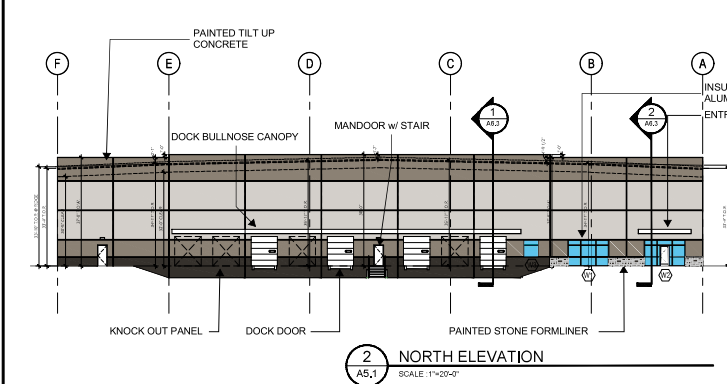 PAINTED TILT UP
CONCRETE
F
E
D
C
B
A
INSU
ALUM
ENTR
1
A6.3
2
A6.3
DOCK BULLNOSE CANOPY
MANDOOR w/ STAIR
W1
W2
KNOCK OUT PANEL
DOCK DOOR
PAINTED STONE FORMLINER
2
A5.1
NORTH ELEVATION
SCALE : 1"=20'-0"